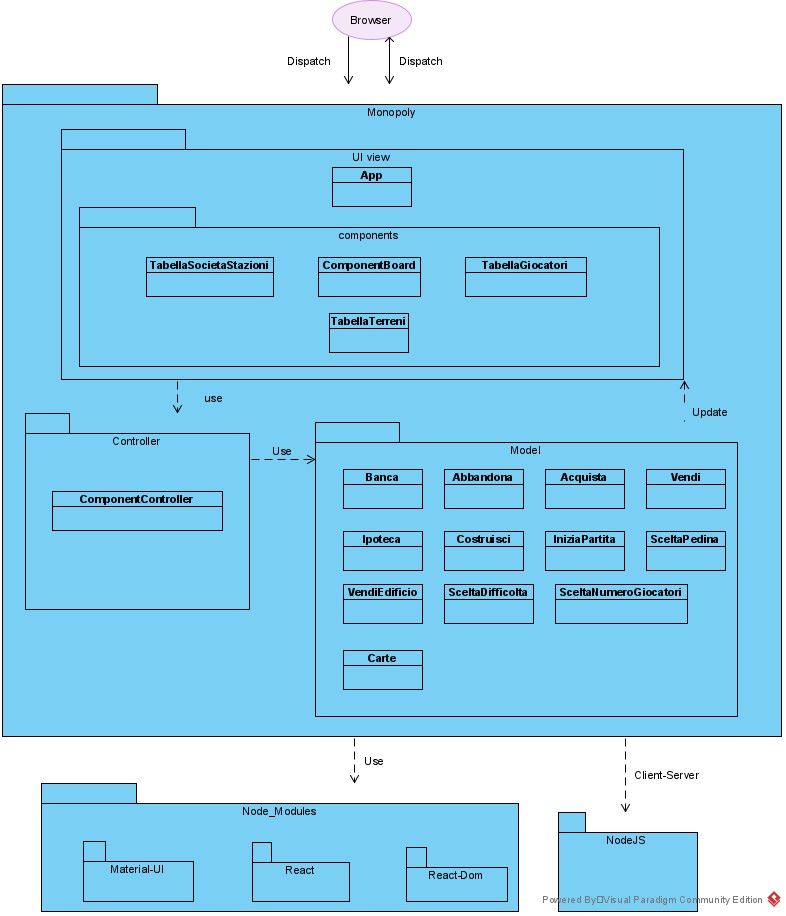 Browser
Dispatch
Dispatch
Monopoly
UI view
App
components
TabellaSocietaStazioni
ComponentBoard
TabellaGiocatori
TabellaTerreni
use
Update
Controller
Use
Model
ComponentController
Banca
Abbandona
Acquista
Vendi
Ipoteca
Costruisci
IniziaPartita
SceltaPedina
VendiEdificio
SceltaDifficolta
SceltaNumeroGiocatori
Carte
Use
Client-Server
Node_Modules
NodeJS
Material-UI
React
React-Dom
Powered By Visual Paradigm Community Edition